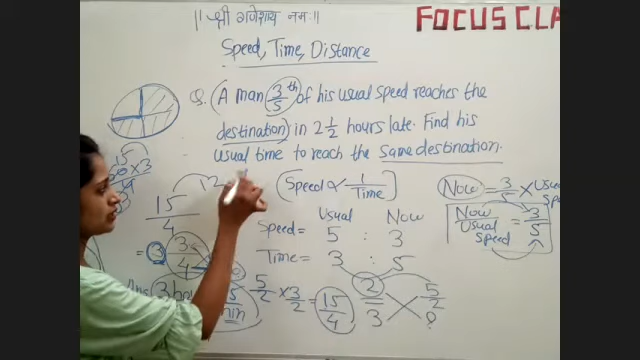 || श्री गणेशाय नमः ||
FOCUS CLA
Speed, Time, Distance
Q. (A man 3/5 th of his usual speed reaches the
destination) in 2 1/2 hours late. Find his
usual time to reach the same destination.
[Speed ∝ 1/Time]
Now = 3/5 × Usual
Now / Usual Speed = 3/5
Usual Now
Speed = 5 : 3
Time = 3 : 5
15/4
= 3 3/4
5/2 × 3/2 = 15/4
2/3 5/2 / ?
min